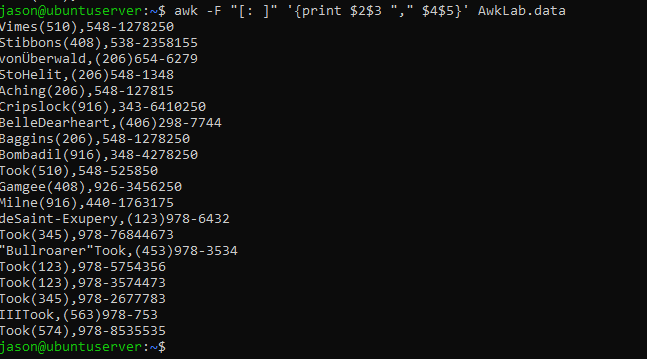 jason@ubuntuserver:~$ awk -F "[: ]" '{print $2$3 "," $4$5}' AwkLab.data
Vimes(510),548-1278250
Stibbons(408),538-2358155
vonÜberwald,(206)654-6279
StoHelit,(206)548-1348
Aching(206),548-127815
Cripslock(916),343-6410250
BelleDearheart,(406)298-7744
Baggins(206),548-1278250
Bombadil(916),348-4278250
Took(510),548-525850
Gamgee(408),926-3456250
Milne(916),440-1763175
deSaint-Exupery,(123)978-6432
Took(345),978-76844673
"Bullroarer"Took,(453)978-3534
Took(123),978-5754356
Took(123),978-3574473
Took(345),978-2677783
IIITook,(563)978-753
Took(574),978-8535535
jason@ubuntuserver:~$